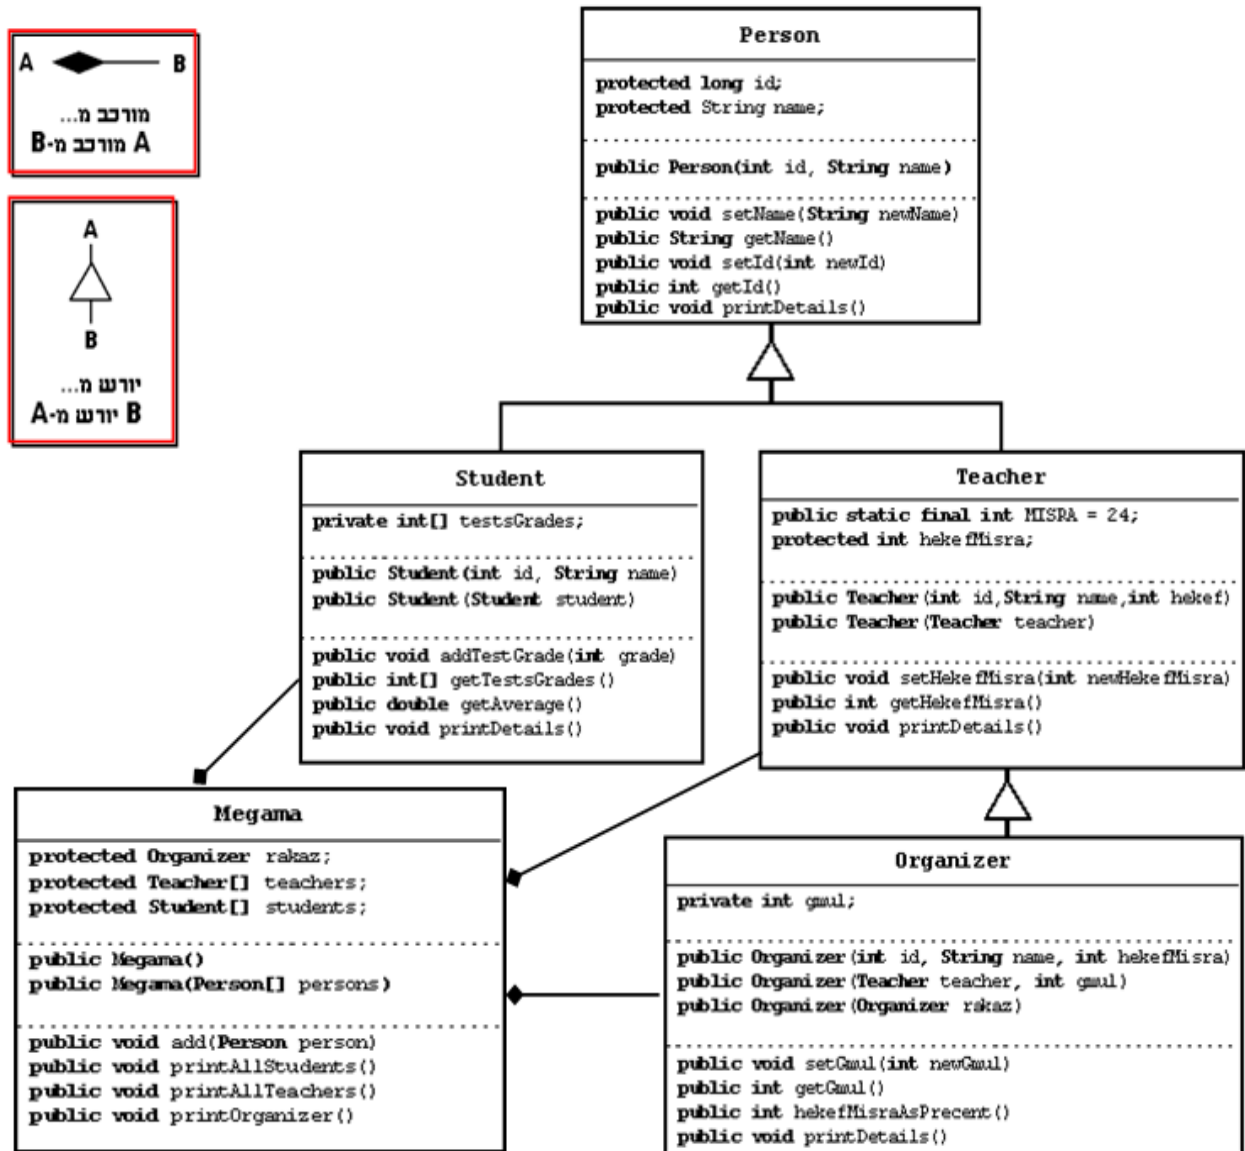 A B
מורכב מ...
A מורכב מ-B
A
B
יורש מ...
B יורש מ-A
Person
protected long id;
protected String name;
public Person(int id, String name)
public void setName(String newName)
public String getName()
public void setId(int newId)
public int getId()
public void printDetails()
Student
private int[] testsGrades;
public Student(int id, String name)
public Student(Student student)
public void addTestGrade(int grade)
public int[] getTestsGrades()
public double getAverage()
public void printDetails()
Teacher
public static final int MISRA = 24;
protected int hekefMisra;
public Teacher(int id,String name,int hekef)
public Teacher(Teacher teacher)
public void setHekefMisra(int newHekefMisra)
public int getHekefMisra()
public void printDetails()
Megama
protected Organizer rakaz;
protected Teacher[] teachers;
protected Student[] students;
public Megama()
public Megama(Person[] persons)
public void add(Person person)
public void printAllStudents()
public void printAllTeachers()
public void printOrganizer()
Organizer
private int gmul;
public Organizer(int id, String name, int hekefMisra)
public Organizer(Teacher teacher, int gmul)
public Organizer(Organizer rakaz)
public void setGmul(int newGmul)
public int getGmul()
public int hekefMisraAsPrecent()
public void printDetails()